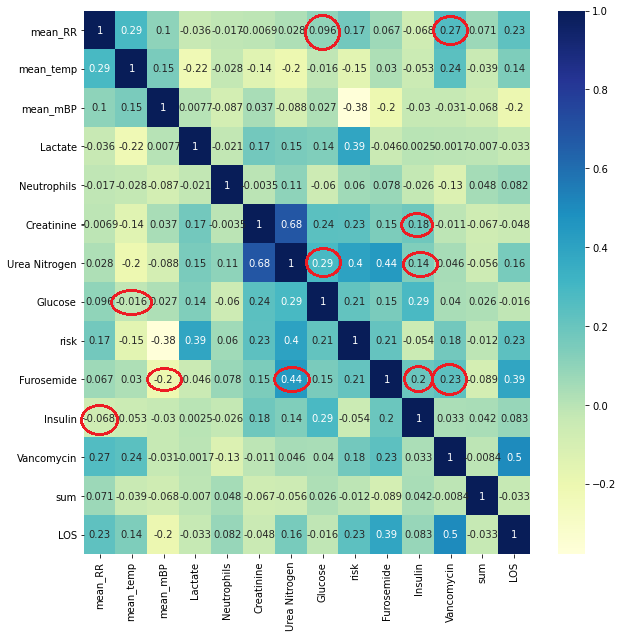 mean_RR 1 0.29 0.1 -0.036 -0.017 -0.0069 0.028 0.096 0.17 0.067 -0.068 0.27 0.071 0.23
mean_temp 0.29 1 0.15 -0.22 -0.028 -0.14 -0.2 -0.016 -0.15 0.03 -0.053 0.24 -0.039 0.14
mean_mBP 0.1 0.15 1 0.0077 -0.087 0.037 -0.088 0.027 -0.38 -0.2 -0.03 -0.031 -0.068 -0.2
Lactate -0.036 -0.22 0.0077 1 -0.021 0.17 0.15 0.14 0.39 -0.046 0.0025 -0.0017 -0.007 -0.033
Neutrophils -0.017 -0.028 -0.087 -0.021 1 -0.0035 0.11 -0.06 0.06 0.078 -0.026 -0.13 0.048 0.082
Creatinine -0.0069 -0.14 0.037 0.17 -0.0035 1 0.68 0.24 0.23 0.15 0.18 -0.011 -0.067 -0.048
Urea Nitrogen 0.028 -0.2 -0.088 0.15 0.11 0.68 1 0.29 0.4 0.44 0.14 0.046 -0.056 0.16
Glucose 0.096 -0.016 0.027 0.14 -0.06 0.24 0.29 1 0.21 0.15 0.29 0.04 0.026 -0.016
risk 0.17 -0.15 -0.38 0.39 0.06 0.23 0.4 0.21 1 0.21 -0.054 0.18 -0.012 0.23
Furosemide 0.067 0.03 -0.2 -0.046 0.078 0.15 0.44 0.15 0.21 1 0.2 0.23 -0.089 0.39
Insulin -0.068 -0.053 -0.03 0.0025 -0.026 0.18 0.14 0.29 -0.054 0.2 1 0.033 0.042 0.083
Vancomycin 0.27 0.24 -0.031 -0.0017 -0.13 -0.011 0.046 0.04 0.18 0.23 0.033 1 -0.0084 0.5
sum 0.071 -0.039 -0.068 -0.007 0.048 -0.067 -0.056 0.026 -0.012 -0.089 0.042 -0.0084 1 -0.033
LOS 0.23 0.14 -0.2 -0.033 0.082 -0.048 0.16 -0.016 0.23 0.39 0.083 0.5 -0.033 1
mean_RR mean_temp mean_mBP Lactate Neutrophils Creatinine Urea Nitrogen Glucose risk Furosemide Insulin Vancomycin sum LOS
1.0
0.8
0.6
0.4
0.2
0.0
-0.2